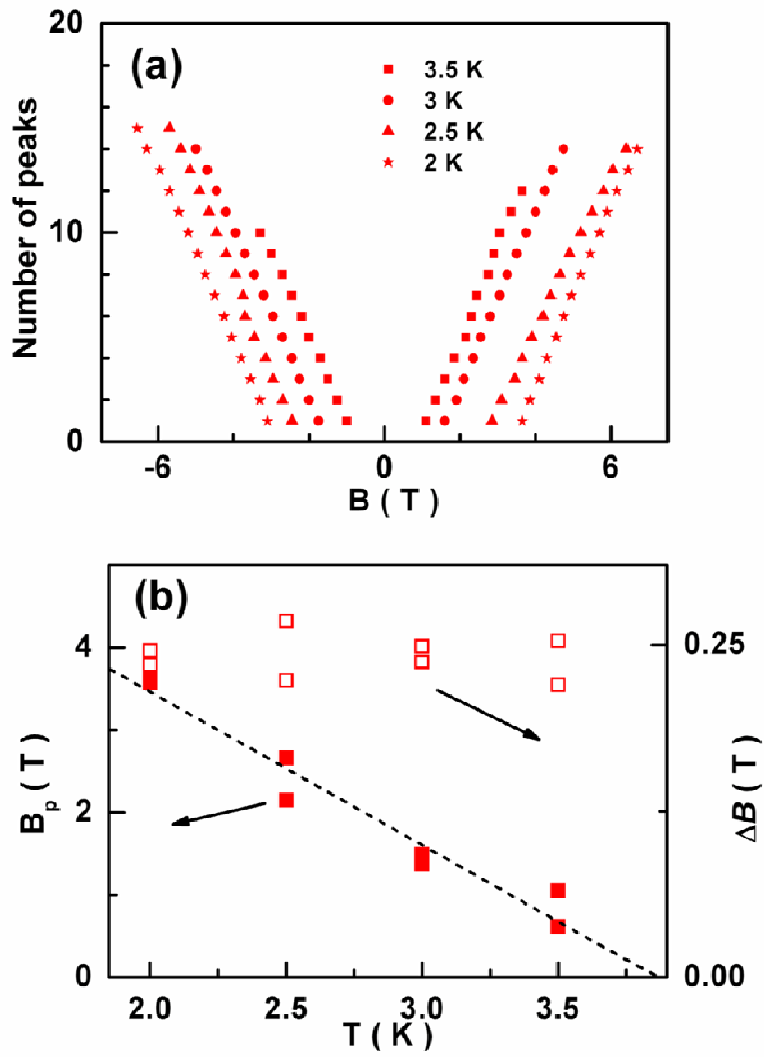 (a)
20
10
0
Number of peaks
3.5 K
3 K
2.5 K
2 K
-6
0
6
B ( T )
(b)
4
2
0
B_p ( T )
0.25
0.00
ΔB ( T )
2.0
2.5
3.0
3.5
T ( K )